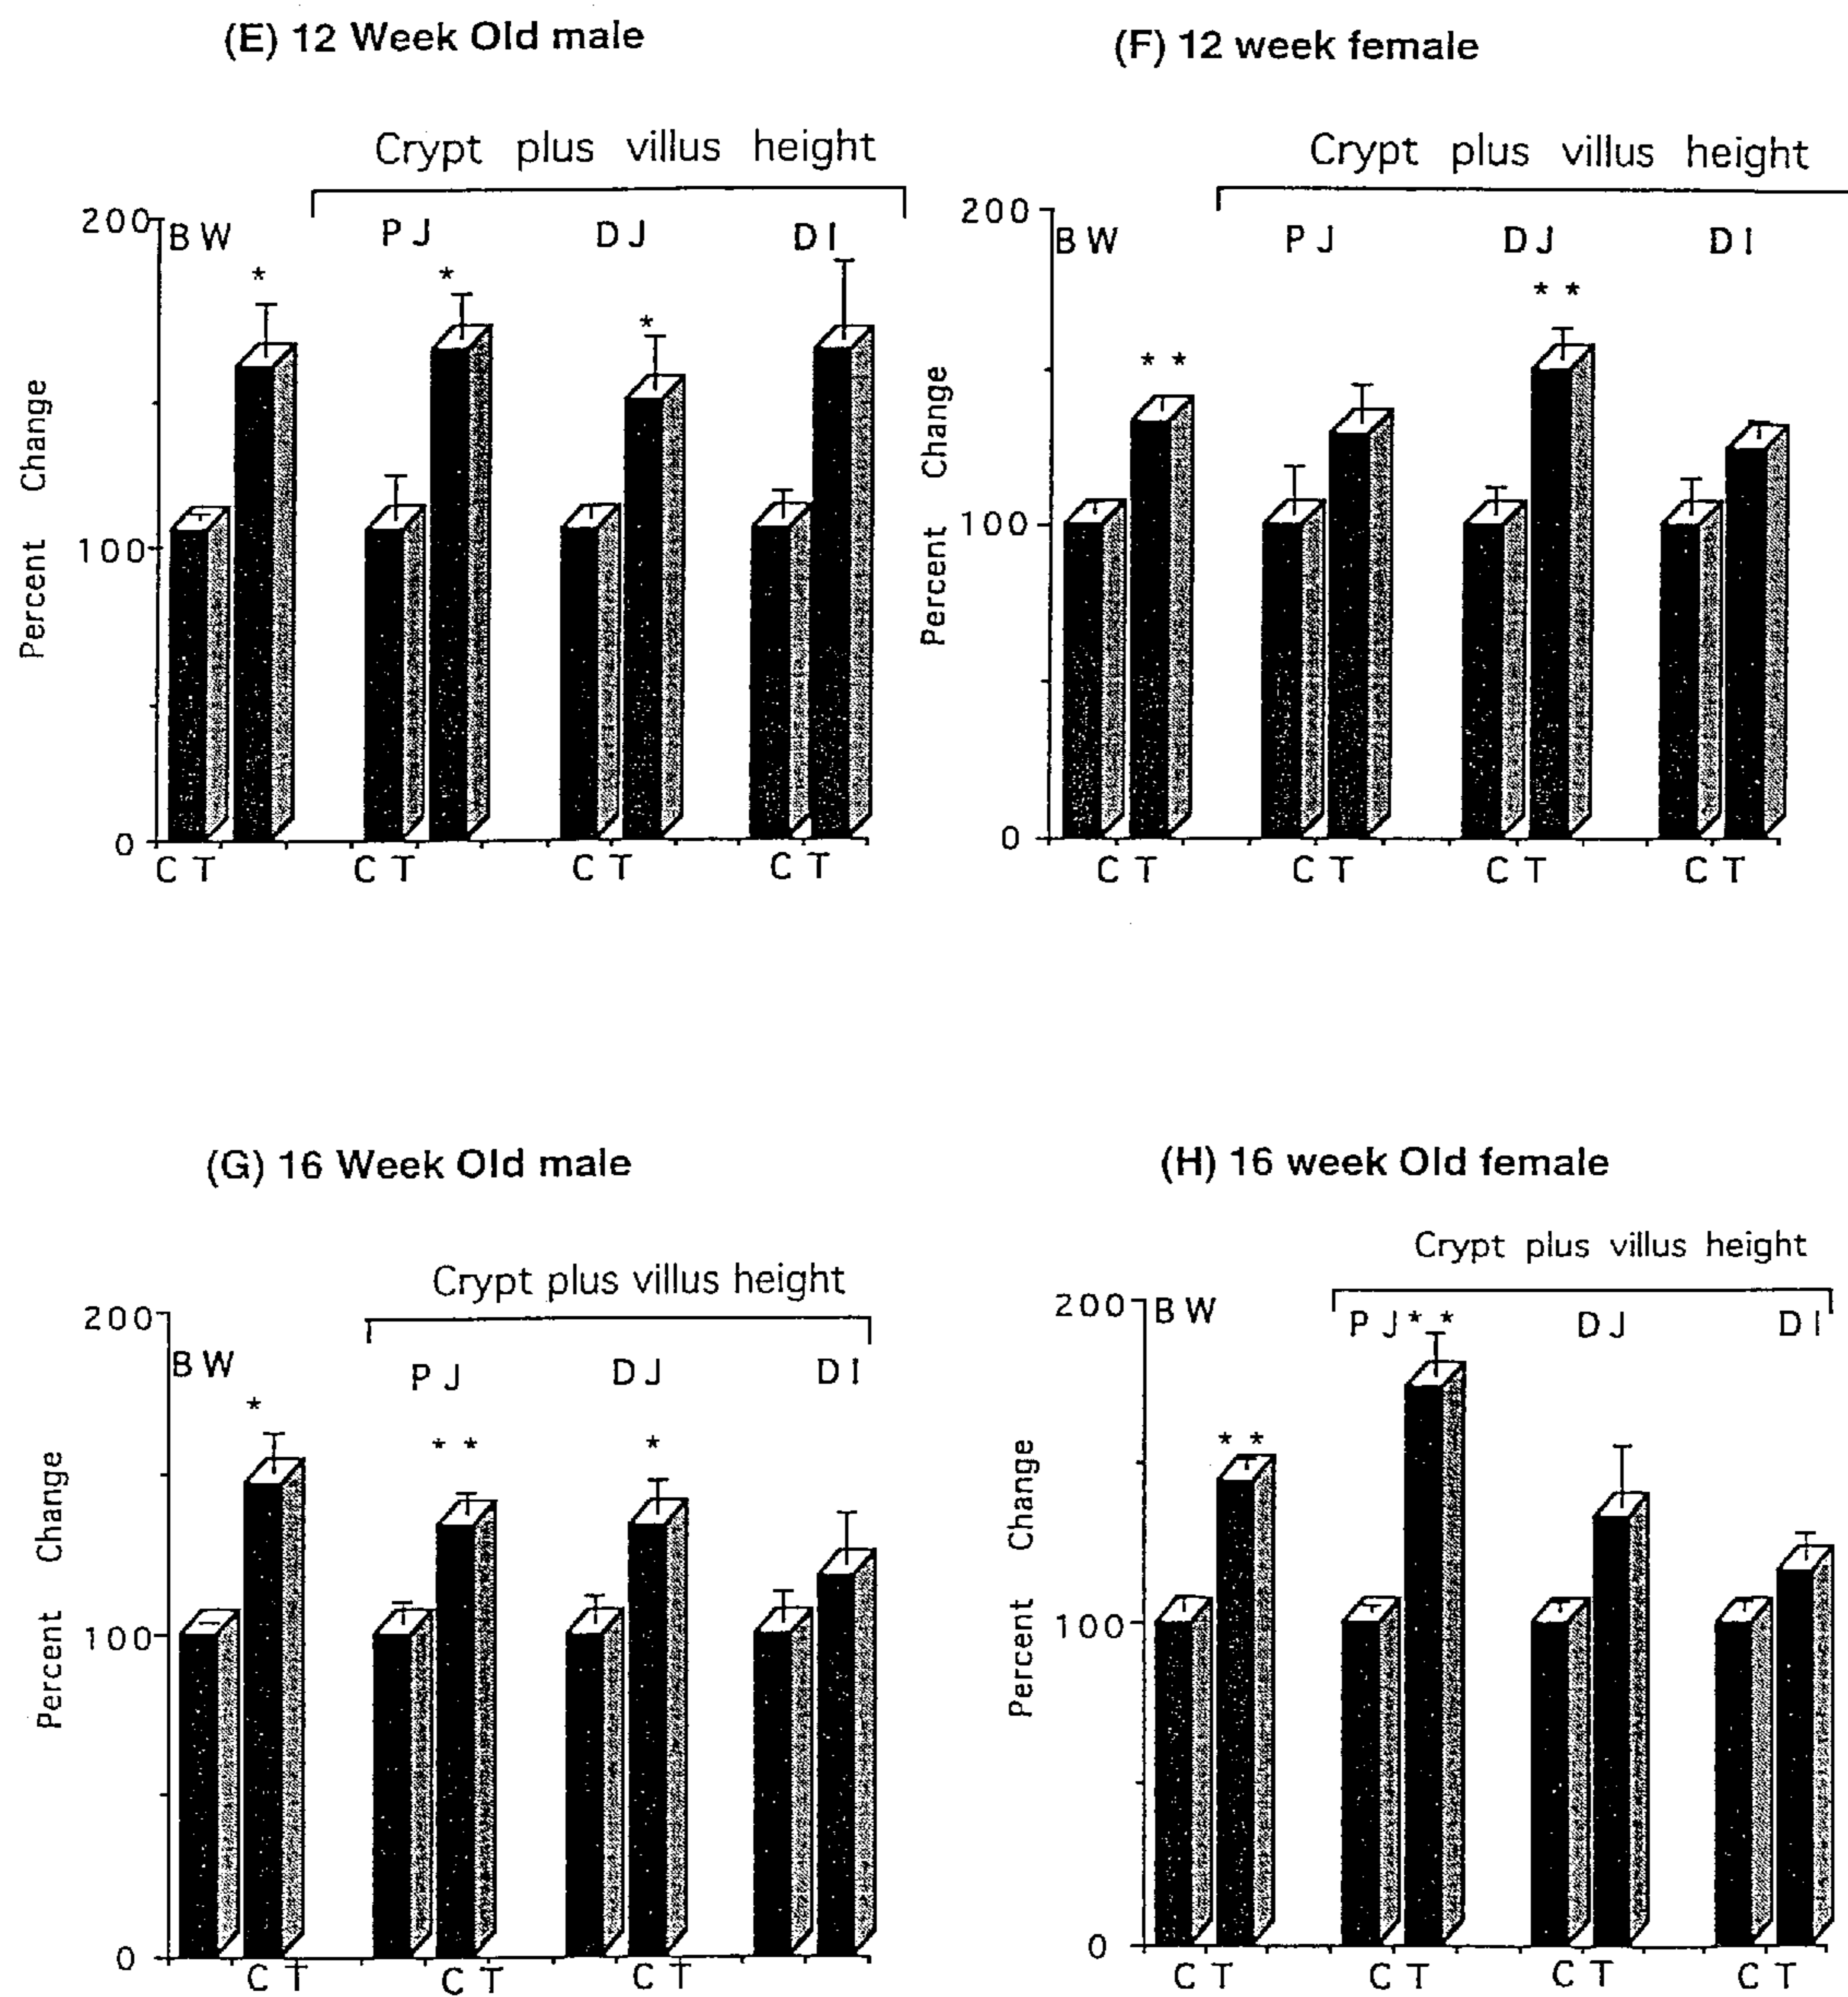 (E) 12 Week Old male
Crypt plus villus height
200
BW
PJ
DJ
DI
*
*
*
Percent Change
100
0
C T
C T
C T
C T
(F) 12 week female
Crypt plus villus height
200
BW
PJ
DJ
DI
* *
* *
Percent Change
100
0
C T
C T
C T
C T
(G) 16 Week Old male
Crypt plus villus height
200
BW
PJ
DJ
DI
*
* *
*
Percent Change
100
0
C T
C T
C T
(H) 16 week Old female
Crypt plus villus height
200
BW
PJ * *
DJ
DI
* *
Percent Change
100
0
C T
C T
C T
C T